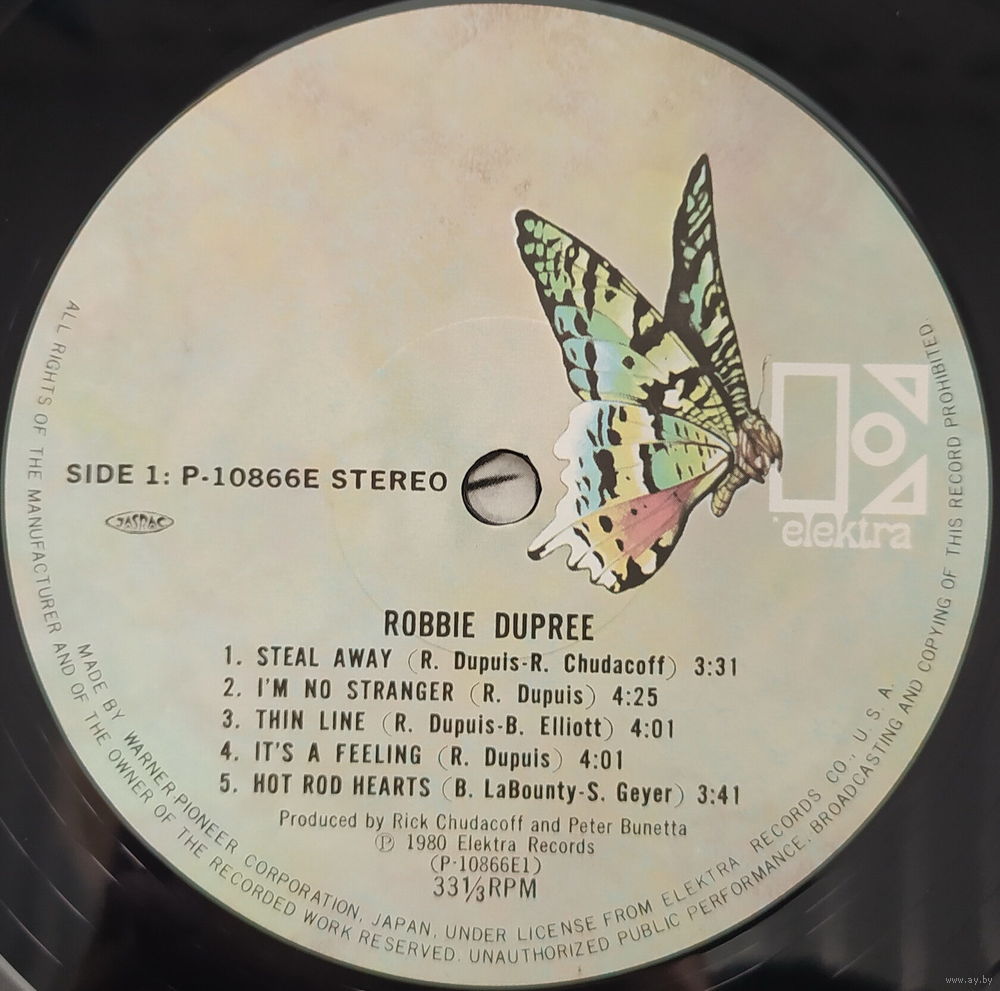 SIDE 1: P-10866E STEREO
JASRAC
elektra
ROBBIE DUPREE
1. STEAL AWAY (R. Dupuis-R. Chudacoff) 3:31
2. I'M NO STRANGER (R. Dupuis) 4:25
3. THIN LINE (R. Dupuis-B. Elliott) 4:01
4. IT'S A FEELING (R. Dupuis) 4:01
5. HOT ROD HEARTS (B. LaBounty-S. Geyer) 3:41
Produced by Rick Chudacoff and Peter Bunetta
Ⓟ 1980 Elektra Records
(P-10866E1)
33⅓RPM
MADE BY WARNER-PIONEER CORPORATION, JAPAN, UNDER LICENSE FROM ELEKTRA RECORDS CO., U. S. A.
ALL RIGHTS OF THE MANUFACTURER AND OF THE OWNER OF THE RECORDED WORK RESERVED. UNAUTHORIZED PUBLIC PERFORMANCE, BROADCASTING AND COPYING OF THIS RECORD PROHIBITED.
www.ay.by